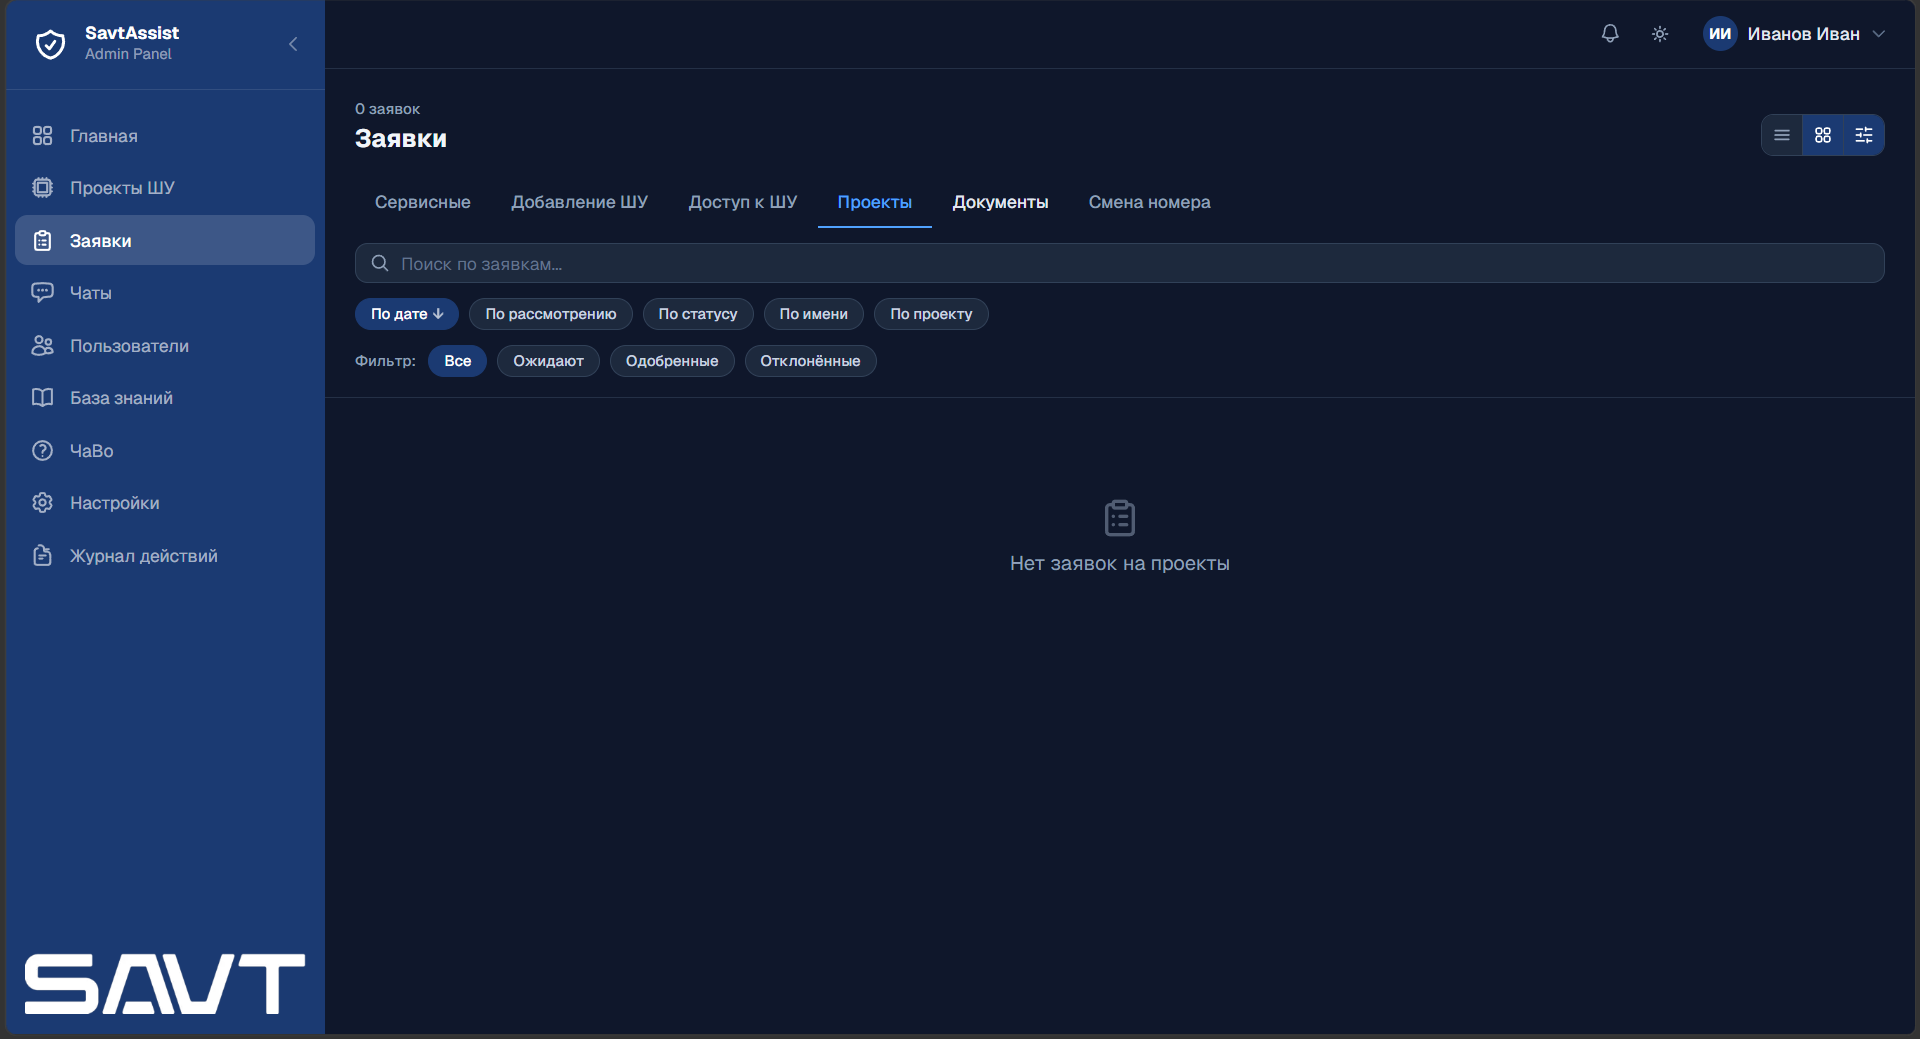 SavtAssist
Admin Panel
Главная
Проекты ШУ
Заявки
Чаты
Пользователи
База знаний
ЧаВо
Настройки
Журнал действий
SAVT
ИИ Иванов Иван
0 заявок
Заявки
Сервисные Добавление ШУ Доступ к ШУ Проекты Документы Смена номера
Поиск по заявкам...
По дате ↓ По рассмотрению По статусу По имени По проекту
Фильтр: Все Ожидают Одобренные Отклонённые
Нет заявок на проекты